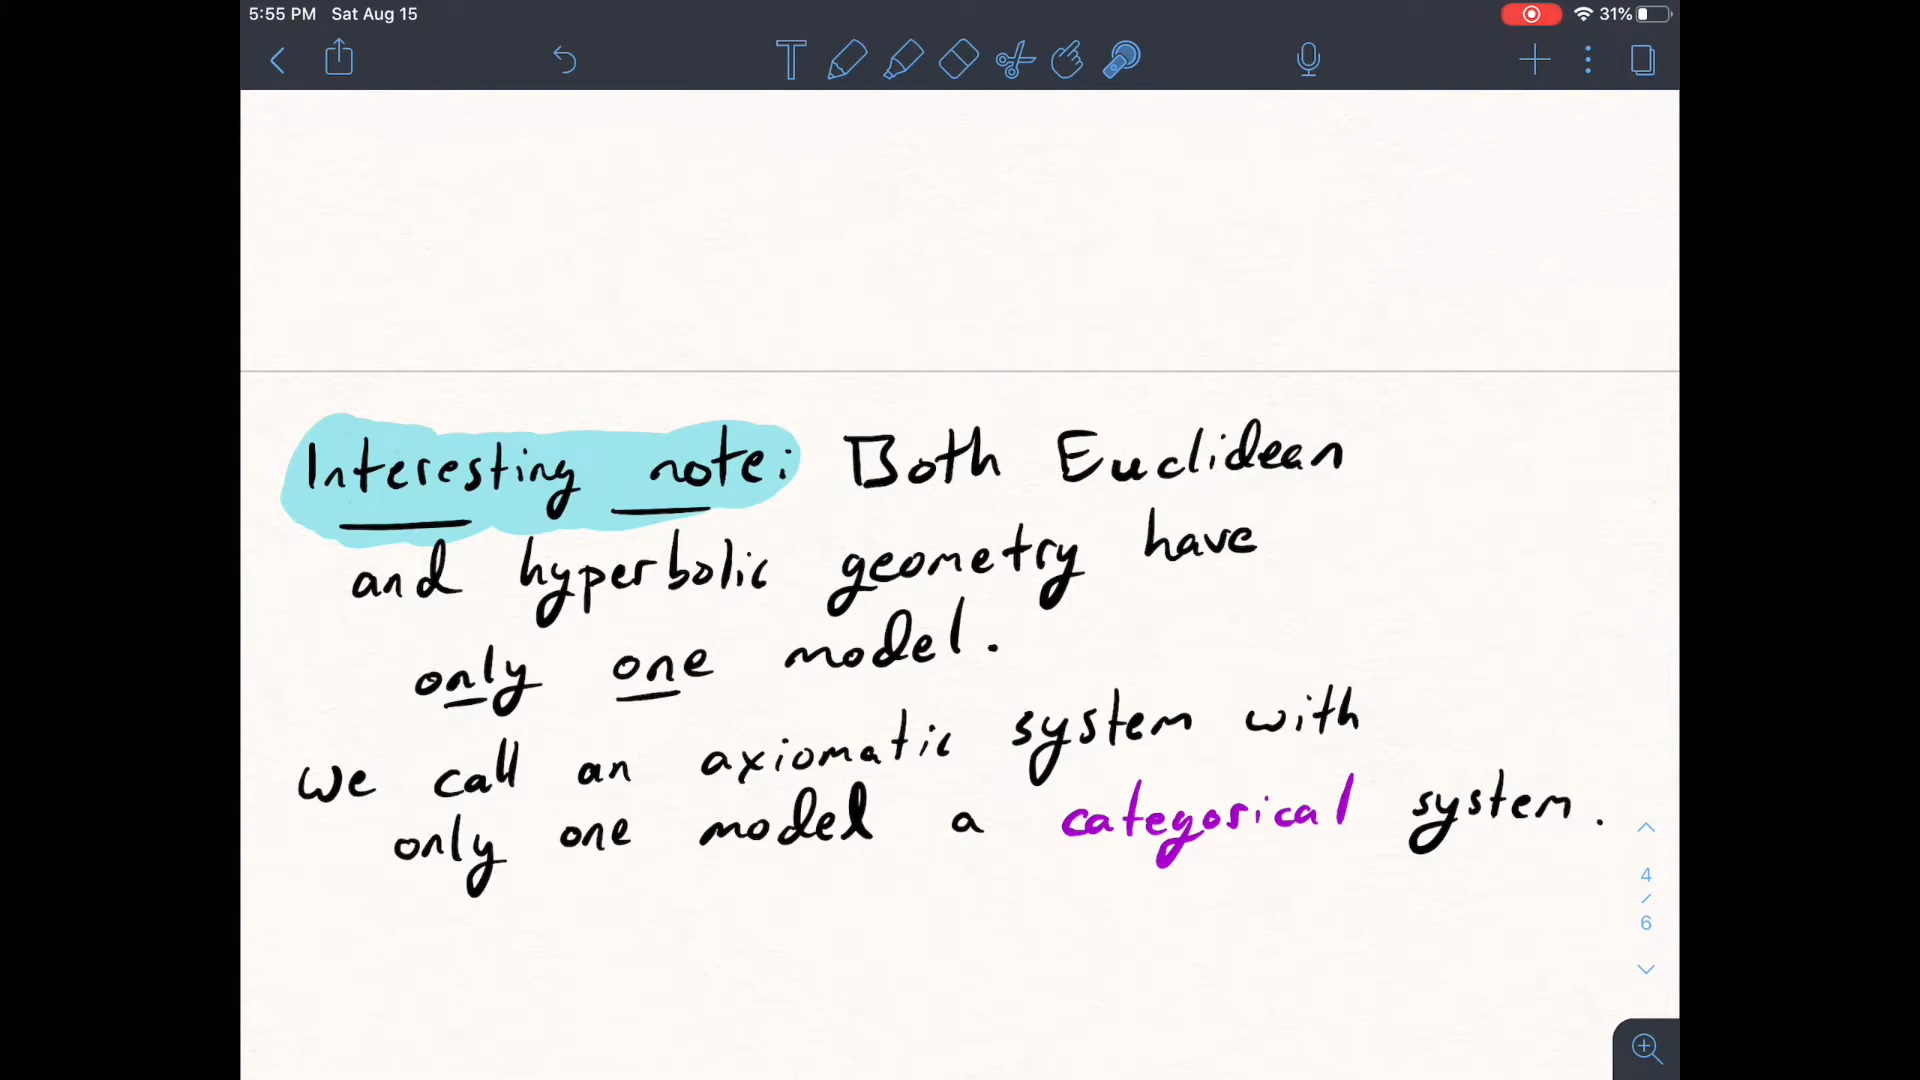 5:55 PM Sat Aug 15
31%
Interesting note: Both Euclidean
and hyperbolic geometry have
only one model.
We call an axiomatic system with
only one model a categorical system.
4
/
6